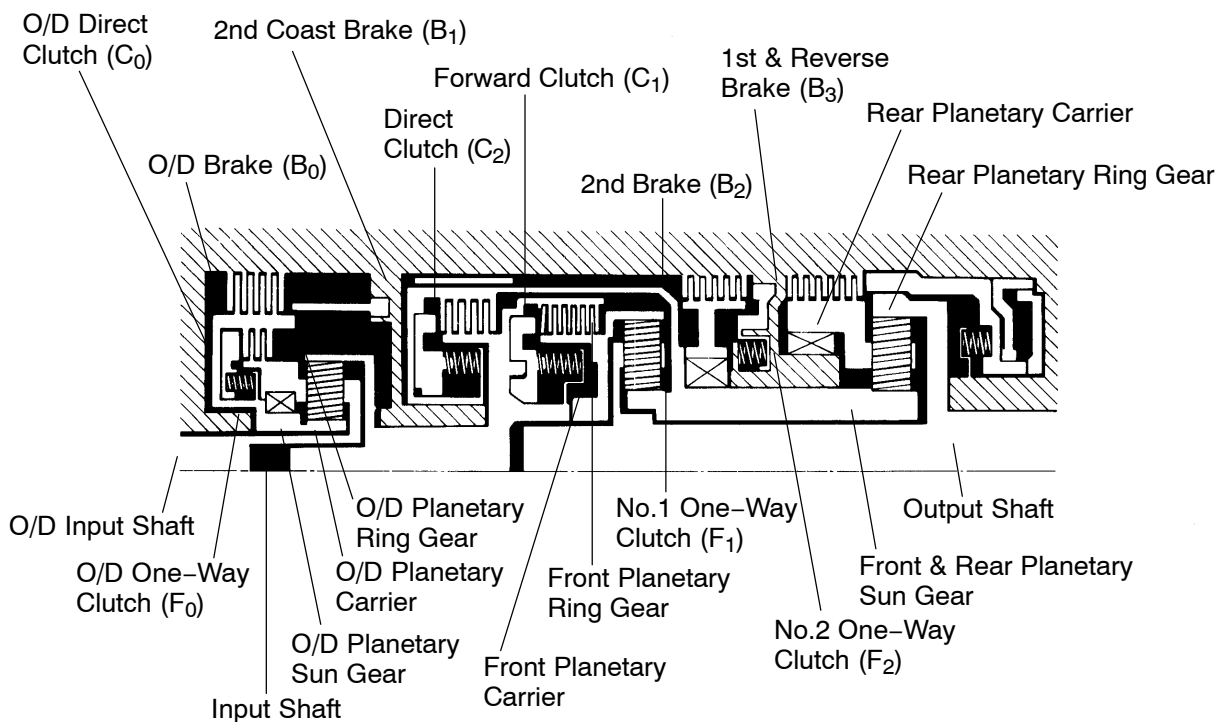 O/D Direct
Clutch (C0)
2nd Coast Brake (B1)
Forward Clutch (C1)
1st & Reverse
Brake (B3)
Rear Planetary Carrier
Direct
Clutch (C2)
O/D Brake (B0)
2nd Brake (B2)
Rear Planetary Ring Gear
O/D Input Shaft
O/D One−Way
Clutch (F0)
O/D Planetary
Ring Gear
O/D Planetary
Carrier
O/D Planetary
Sun Gear
Input Shaft
No.1 One−Way
Clutch (F1)
Front Planetary
Ring Gear
Front Planetary
Carrier
Output Shaft
Front & Rear Planetary
Sun Gear
No.2 One−Way
Clutch (F2)